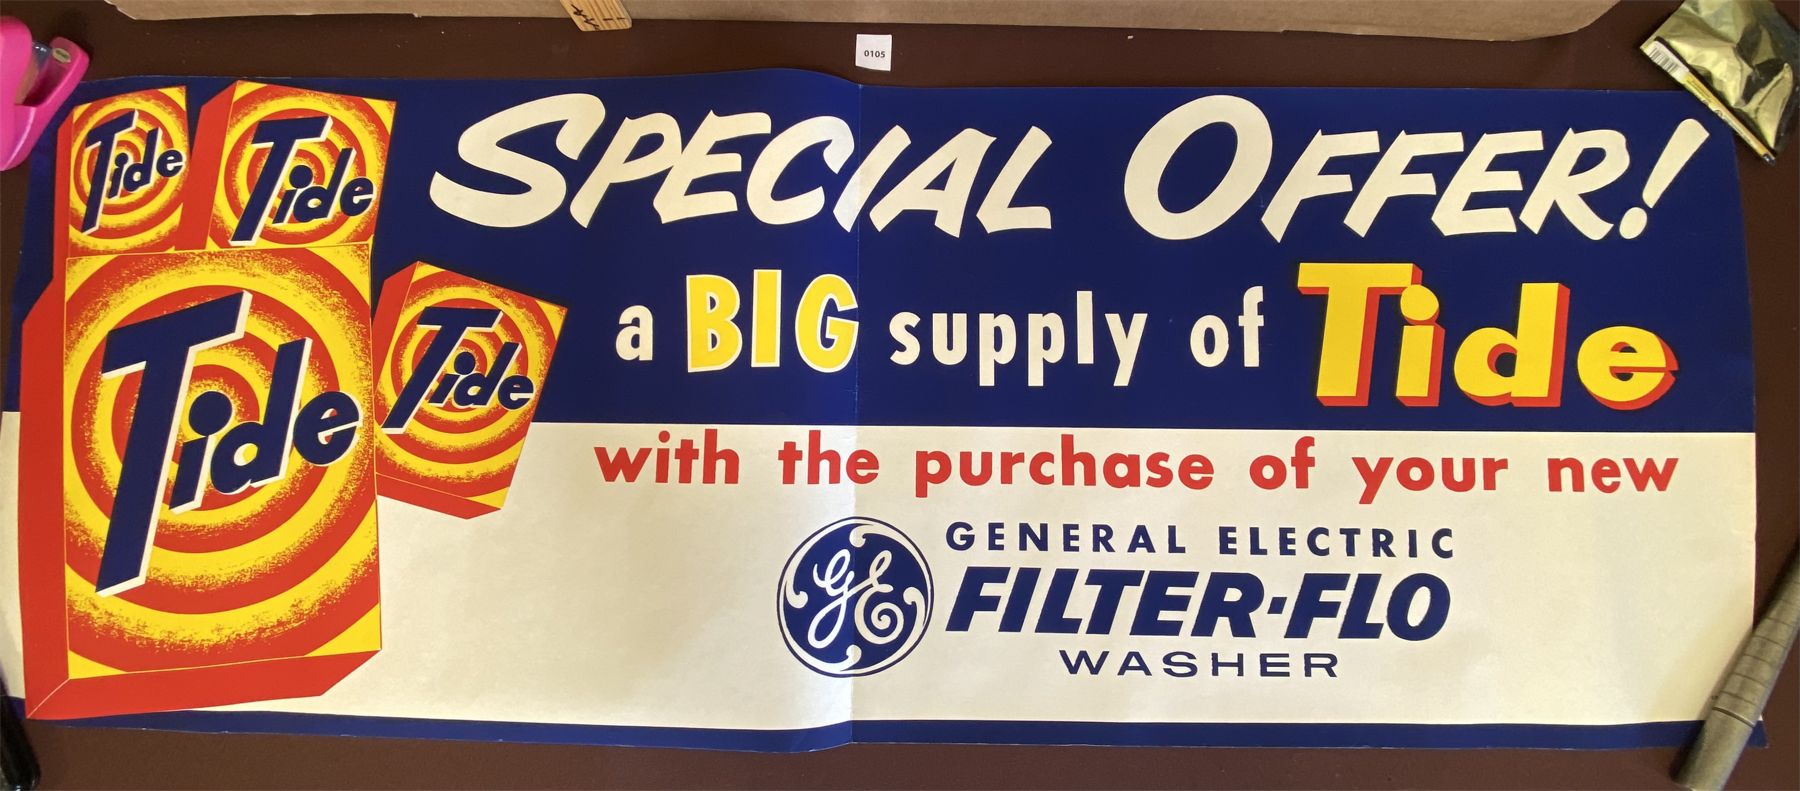 0105
Tide
Tide
SPECIAL OFFER!
a BIG supply of Tide
Tide
Tide
with the purchase of your new
GE
GENERAL ELECTRIC
FILTER-FLO
WASHER